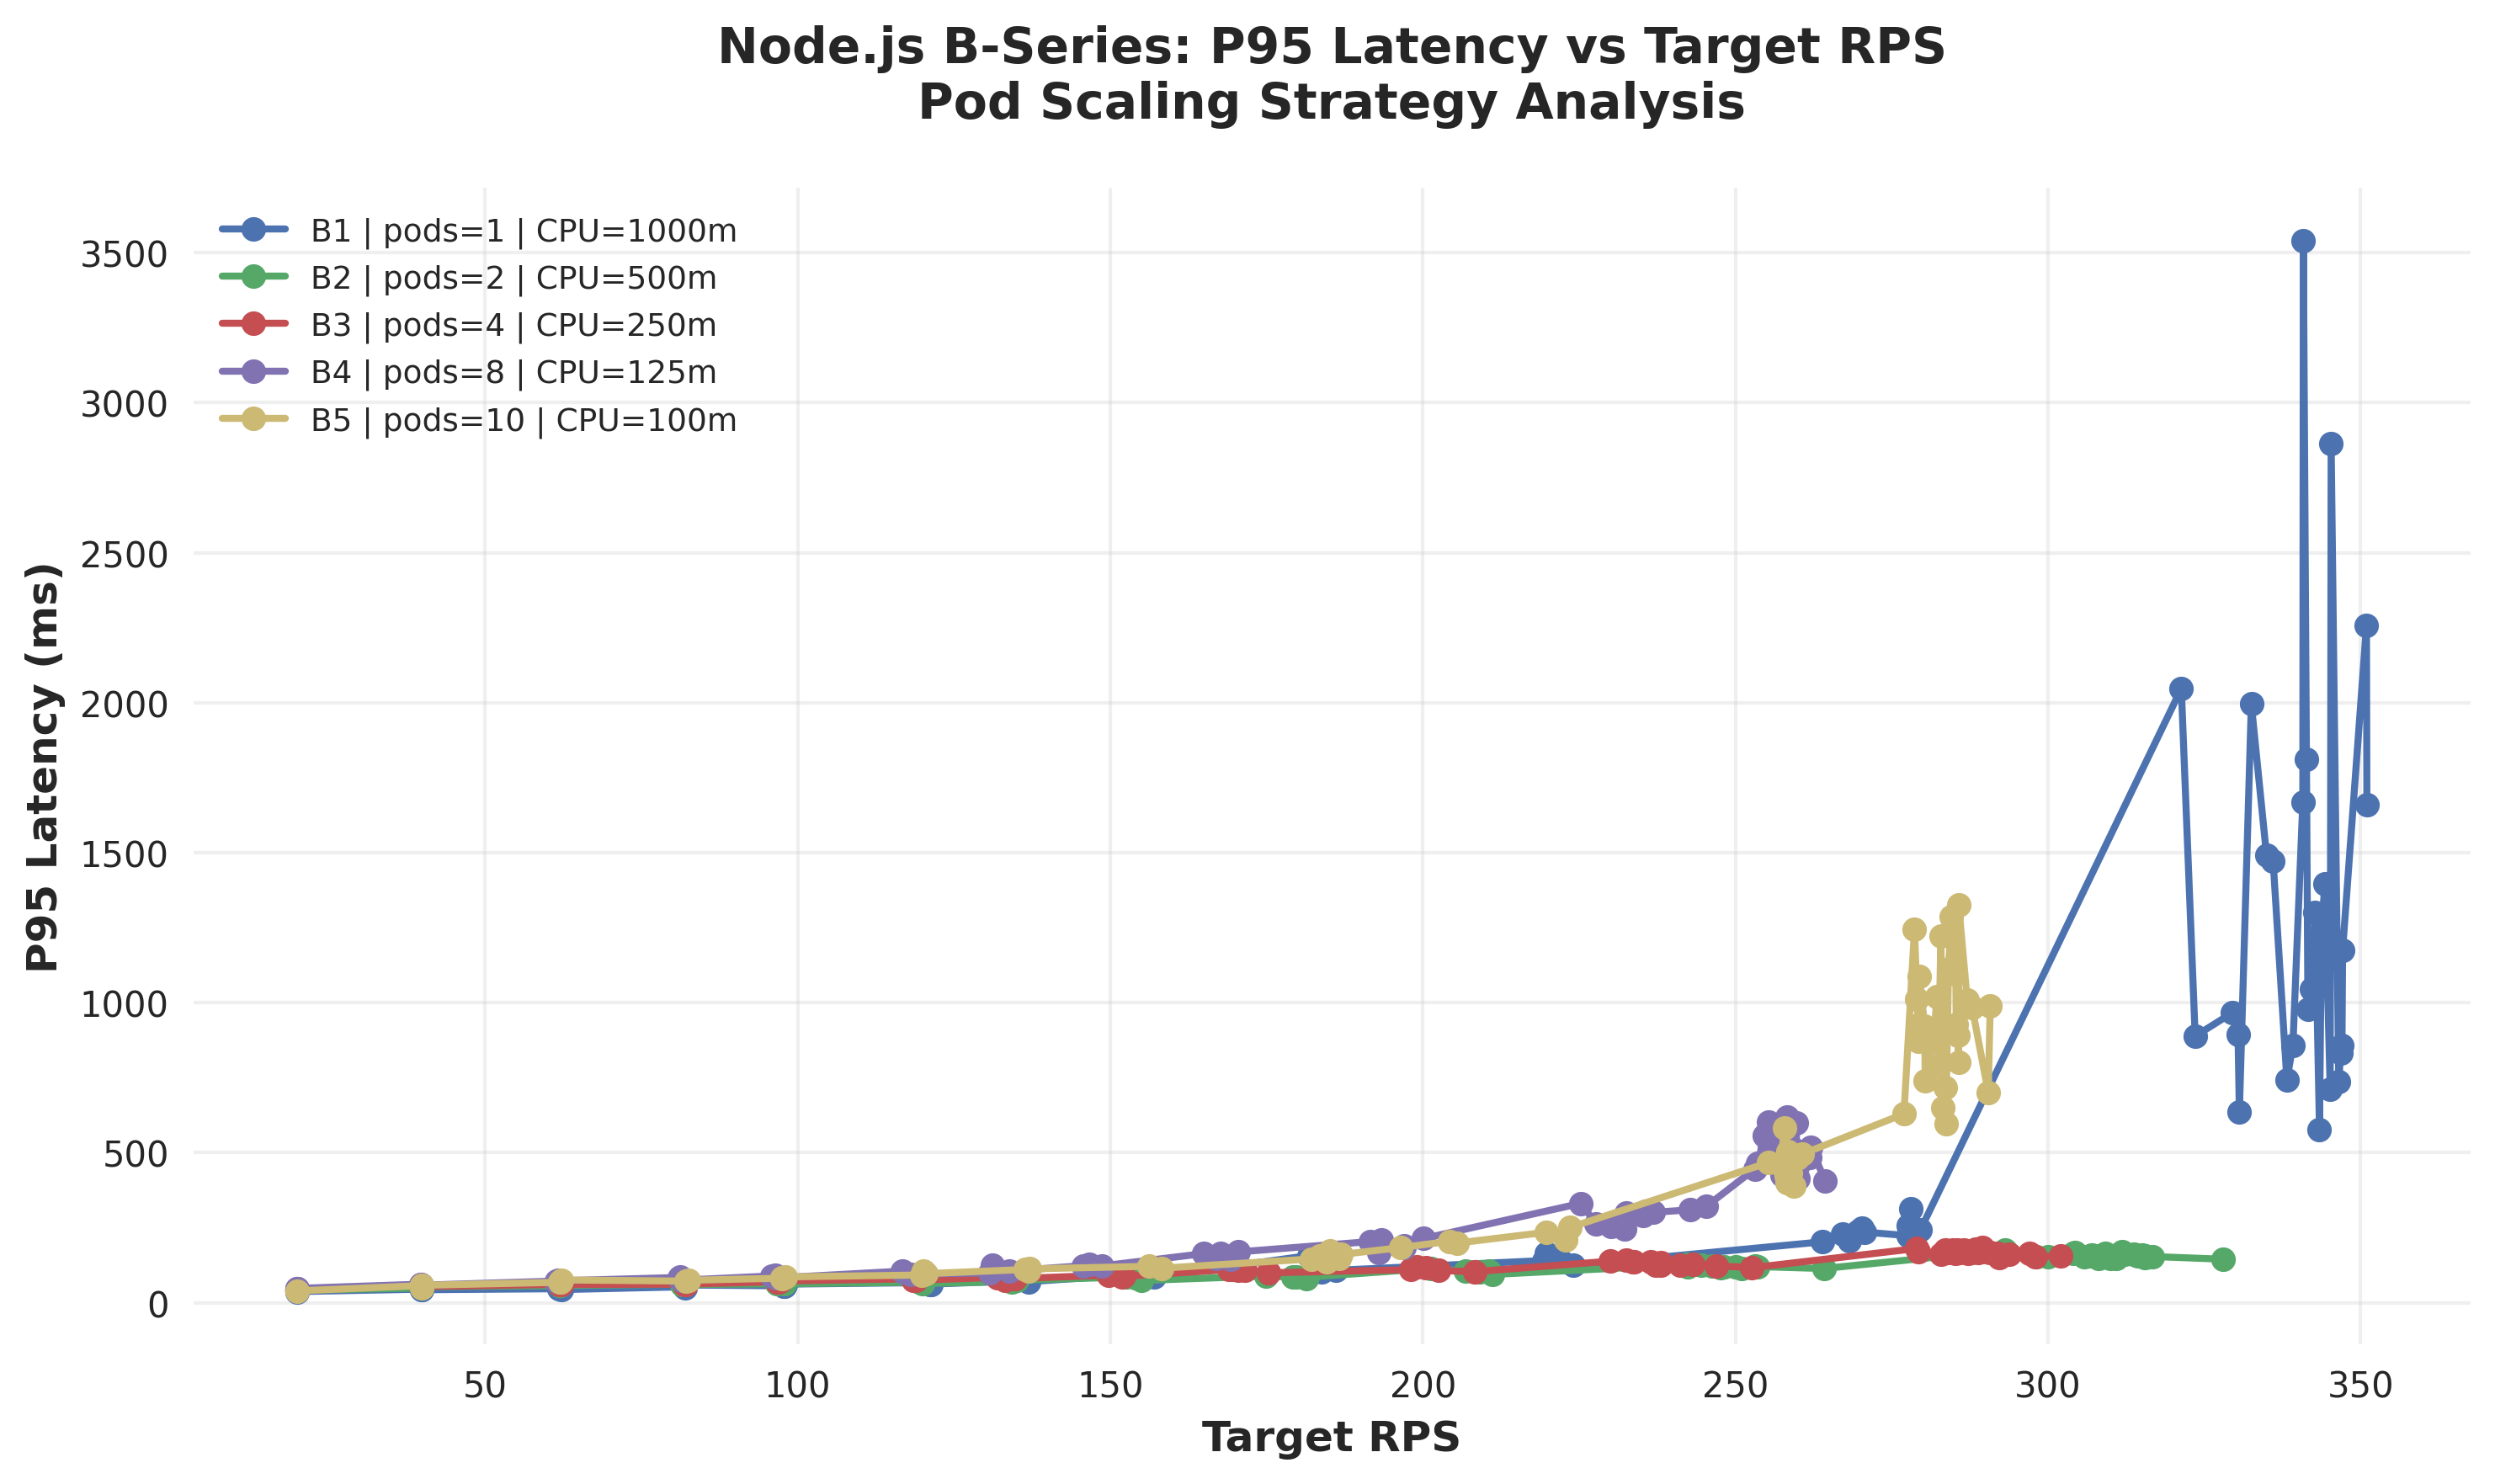 Node.js B-Series: P95 Latency vs Target RPS
Pod Scaling Strategy Analysis
B1 | pods=1 | CPU=1000m
B2 | pods=2 | CPU=500m
B3 | pods=4 | CPU=250m
B4 | pods=8 | CPU=125m
B5 | pods=10 | CPU=100m
P95 Latency (ms)
3500
3000
2500
2000
1500
1000
500
0
50 100 150 200 250 300 350
Target RPS